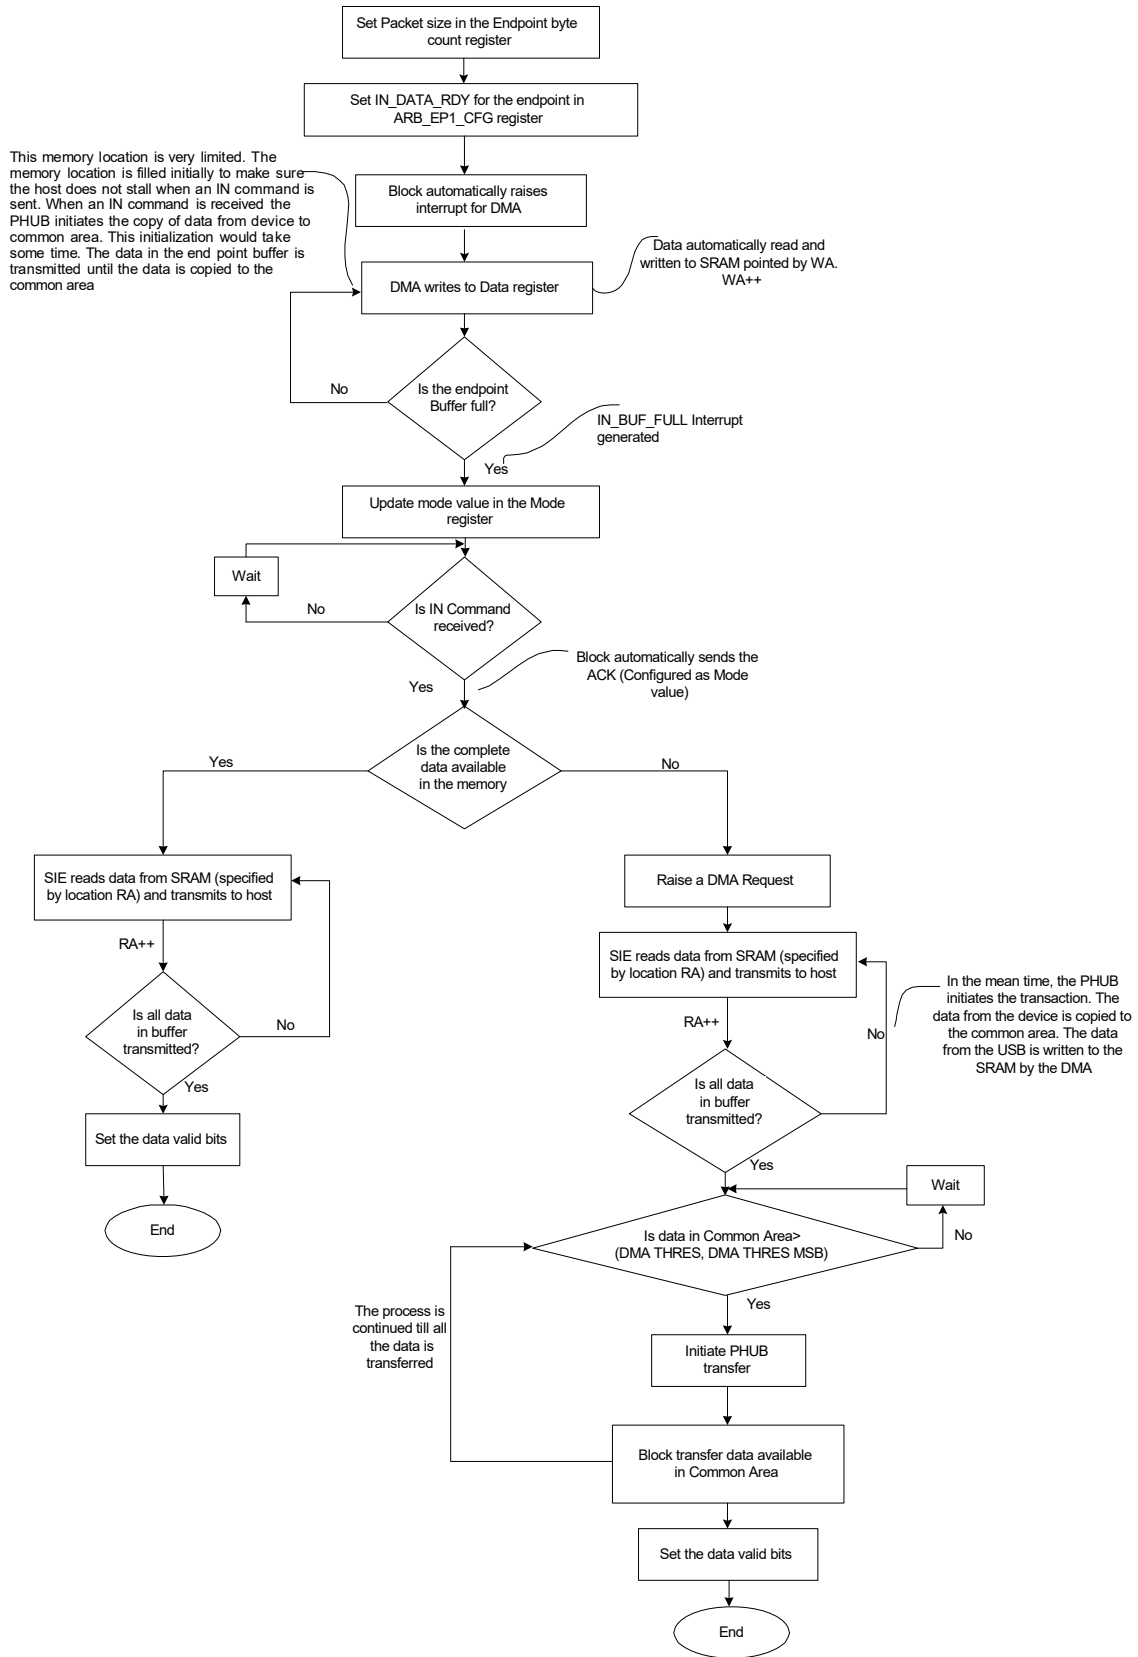 Set Packet size in the Endpoint byte
count register
Set IN_DATA_RDY for the endpoint in
ARB_EP1_CFG register
This memory location is very limited. The
memory location is filled initially to make sure
the host does not stall when an IN command is
sent. When an IN command is received the
PHUB initiates the copy of data from device to
common area. This initialization would take
some time. The data in the end point buffer is
transmitted until the data is copied to the
common area
Block automatically raises
interrupt for DMA
Data automatically read and
written to SRAM pointed by WA.
WA++
DMA writes to Data register
No
Is the endpoint
Buffer full?
IN_BUF_FULL Interrupt
generated
Yes
Update mode value in the Mode
register
Wait
No
Is IN Command
received?
Block automatically sends the
ACK (Configured as Mode
value)
Yes
Is the complete
data available
in the memory
Yes
No
SIE reads data from SRAM (specified
by location RA) and transmits to host
RA++
Is all data
in buffer
transmitted?
No
Yes
Set the data valid bits
End
Raise a DMA Request
SIE reads data from SRAM (specified
by location RA) and transmits to host
RA++
No
In the mean time, the PHUB
initiates the transaction. The
data from the device is copied to
the common area. The data
from the USB is written to the
SRAM by the DMA
Is all data
in buffer
transmitted?
Yes
Wait
No
Is data in Common Area>
(DMA THRES, DMA THRES MSB)
Yes
The process is
continued till all
the data is
transferred
Initiate PHUB
transfer
Block transfer data available
in Common Area
Set the data valid bits
End